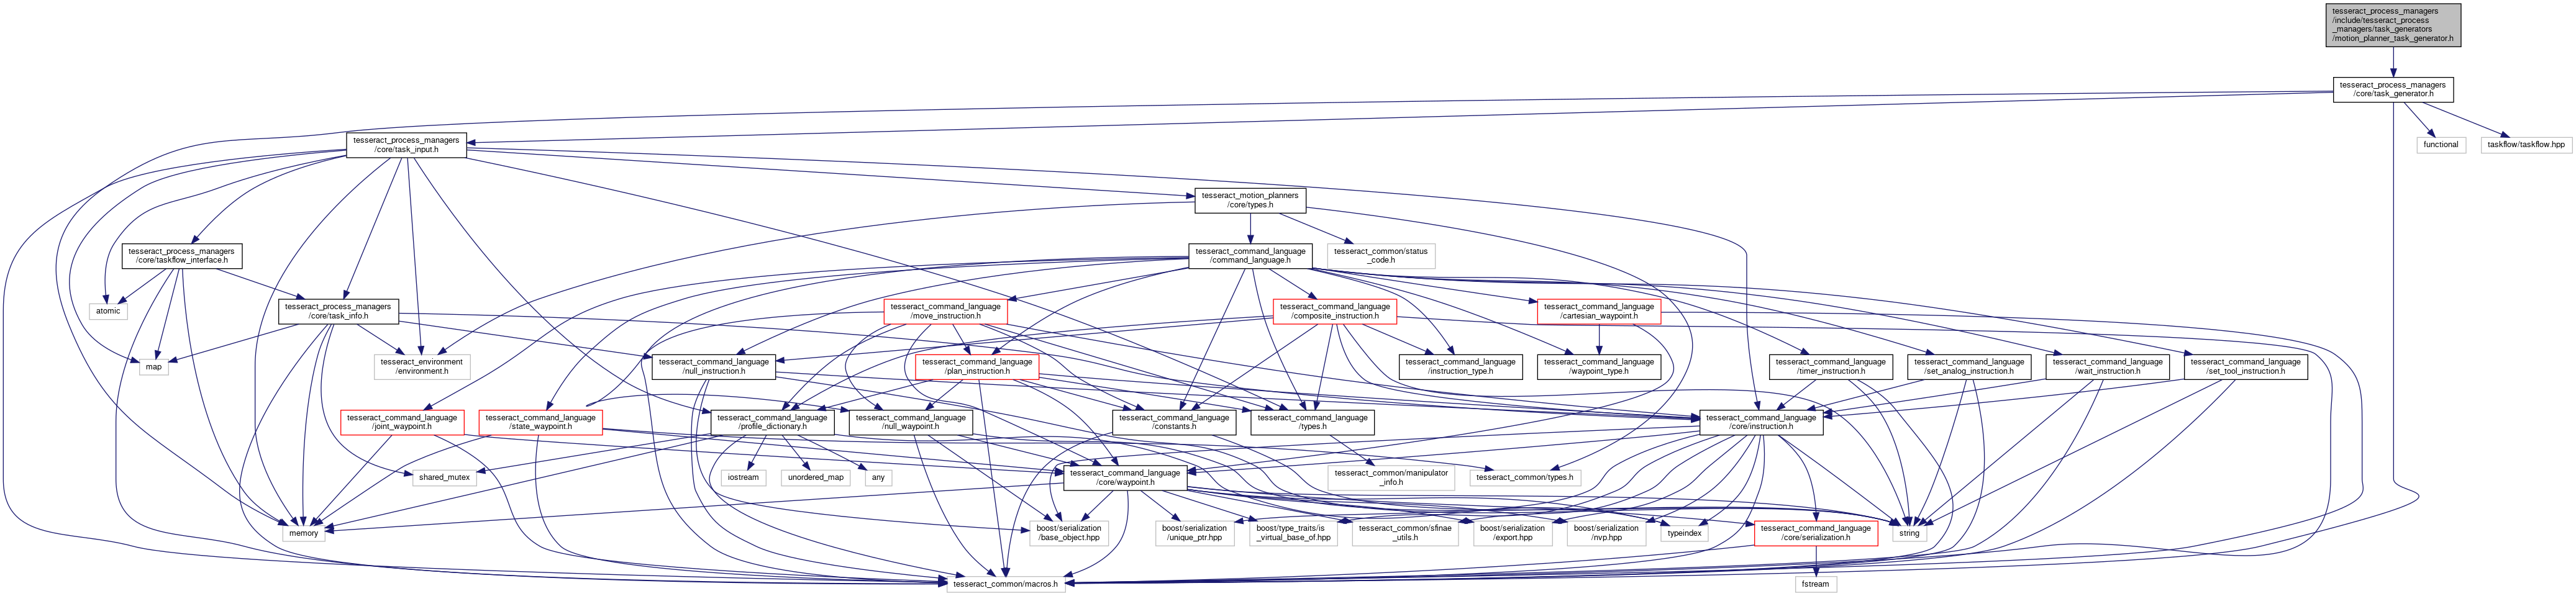 tesseract_process_managers
/include/tesseract_process
_managers/task_generators
/motion_planner_task_generator.h
tesseract_process_managers
/core/task_generator.h
tesseract_process_managers
/core/task_input.h
functional
taskflow/taskflow.hpp
tesseract_motion_planners
/core/types.h
tesseract_process_managers
/core/taskflow_interface.h
tesseract_command_language
/command_language.h
tesseract_common/status
_code.h
atomic
tesseract_process_managers
/core/task_info.h
tesseract_command_language
/move_instruction.h
tesseract_command_language
/composite_instruction.h
tesseract_command_language
/cartesian_waypoint.h
map
tesseract_environment
/environment.h
tesseract_command_language
/null_instruction.h
tesseract_command_language
/plan_instruction.h
tesseract_command_language
/instruction_type.h
tesseract_command_language
/waypoint_type.h
tesseract_command_language
/timer_instruction.h
tesseract_command_language
/set_analog_instruction.h
tesseract_command_language
/wait_instruction.h
tesseract_command_language
/set_tool_instruction.h
tesseract_command_language
/joint_waypoint.h
tesseract_command_language
/state_waypoint.h
tesseract_command_language
/profile_dictionary.h
tesseract_command_language
/null_waypoint.h
tesseract_command_language
/constants.h
tesseract_command_language
/types.h
tesseract_command_language
/core/instruction.h
shared_mutex
iostream
unordered_map
any
tesseract_command_language
/core/waypoint.h
tesseract_common/manipulator
_info.h
tesseract_common/types.h
memory
boost/serialization
/base_object.hpp
boost/serialization
/unique_ptr.hpp
boost/type_traits/is
_virtual_base_of.hpp
tesseract_common/sfinae
_utils.h
boost/serialization
/export.hpp
boost/serialization
/nvp.hpp
typeindex
tesseract_command_language
/core/serialization.h
string
tesseract_common/macros.h
fstream